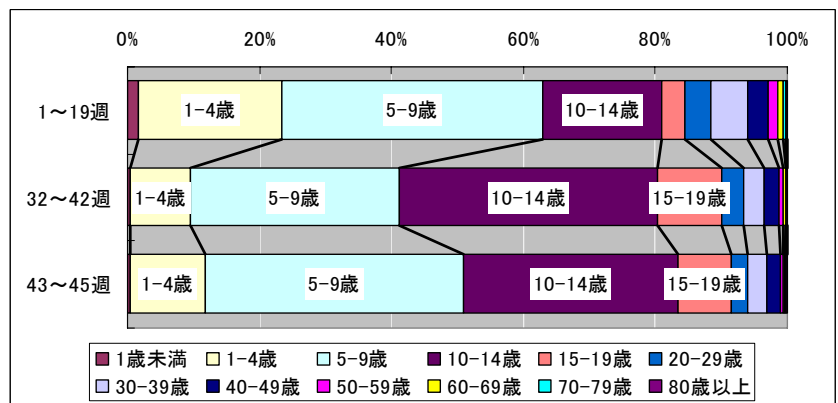 0% 20% 40% 60% 80% 100%
1～19週 1-4歳 5-9歳 10-14歳
32～42週 1-4歳 5-9歳 10-14歳 15-19歳
43～45週 1-4歳 5-9歳 10-14歳 15-19歳
1歳未満 1-4歳 5-9歳 10-14歳 15-19歳 20-29歳
30-39歳 40-49歳 50-59歳 60-69歳 70-79歳 80歳以上